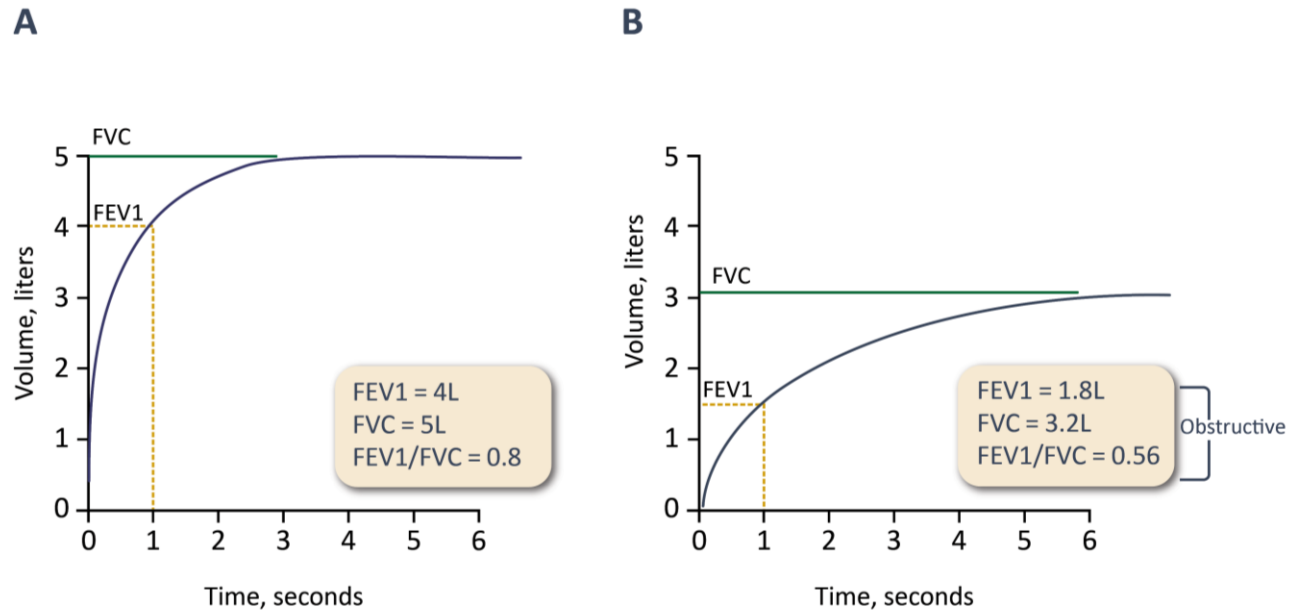 A
FVC
5
FEV1
4
3
2
1
0
Volume, liters
FEV1 = 4L
FVC = 5L
FEV1/FVC = 0.8
0 1 2 3 4 5 6
Time, seconds
B
5
4
FVC
3
2
FEV1
1
0
Volume, liters
FEV1 = 1.8L
FVC = 3.2L
FEV1/FVC = 0.56
Obstructive
0 1 2 3 4 5 6
Time, seconds